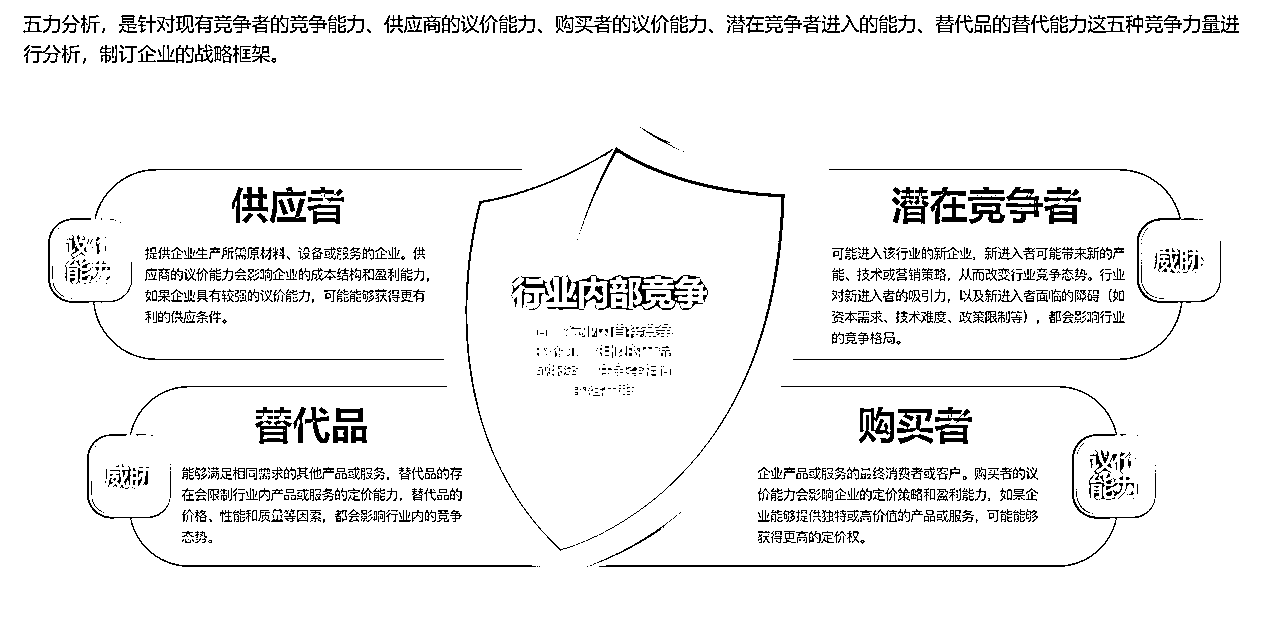 五力分析，是针对现有竞争者的竞争能力、供应商的议价能力、购买者的议价能力、潜在竞争者进入的能力、替代品的替代能力这五种竞争力量进
行分析，制订企业的战略框架。
供应者
议价
能力
提供企业生产所需原材料、设备或服务的企业。供
应商的议价能力会影响企业的成本结构和盈利能力，
如果企业具有较强的议价能力，可能能够获得更有
利的供应条件。
潜在竞争者
威胁
可能进入该行业的新企业，新进入者可能带来新的产
能、技术或营销策略，从而改变行业竞争态势。行业
对新进入者的吸引力，以及新进入者面临的障碍（如
资本需求、技术难度、政策限制等），都会影响行业
的竞争格局。
行业内部竞争
替代品
威胁
能够满足相同需求的其他产品或服务，替代品的存
在会限制行业内产品或服务的定价能力，替代品的
价格、性能和质量等因素，都会影响行业内的竞争
态势。
购买者
议价
能力
企业产品或服务的最终消费者或客户。购买者的议
价能力会影响企业的定价策略和盈利能力，如果企
业能够提供独特或高价值的产品或服务，可能能够
获得更高的定价权。